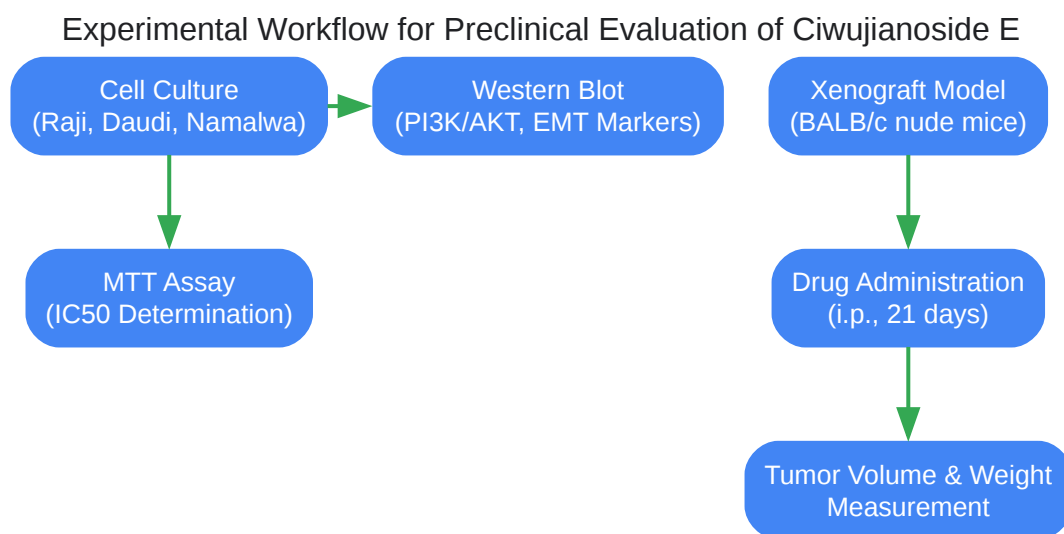 Experimental Workflow for Preclinical Evaluation of Ciwujianoside E
Cell Culture
(Raji, Daudi, Namalwa)
Western Blot
(PI3K/AKT, EMT Markers)
Xenograft Model
(BALB/c nude mice)
MTT Assay
(IC50 Determination)
Drug Administration
(i.p., 21 days)
Tumor Volume & Weight
Measurement